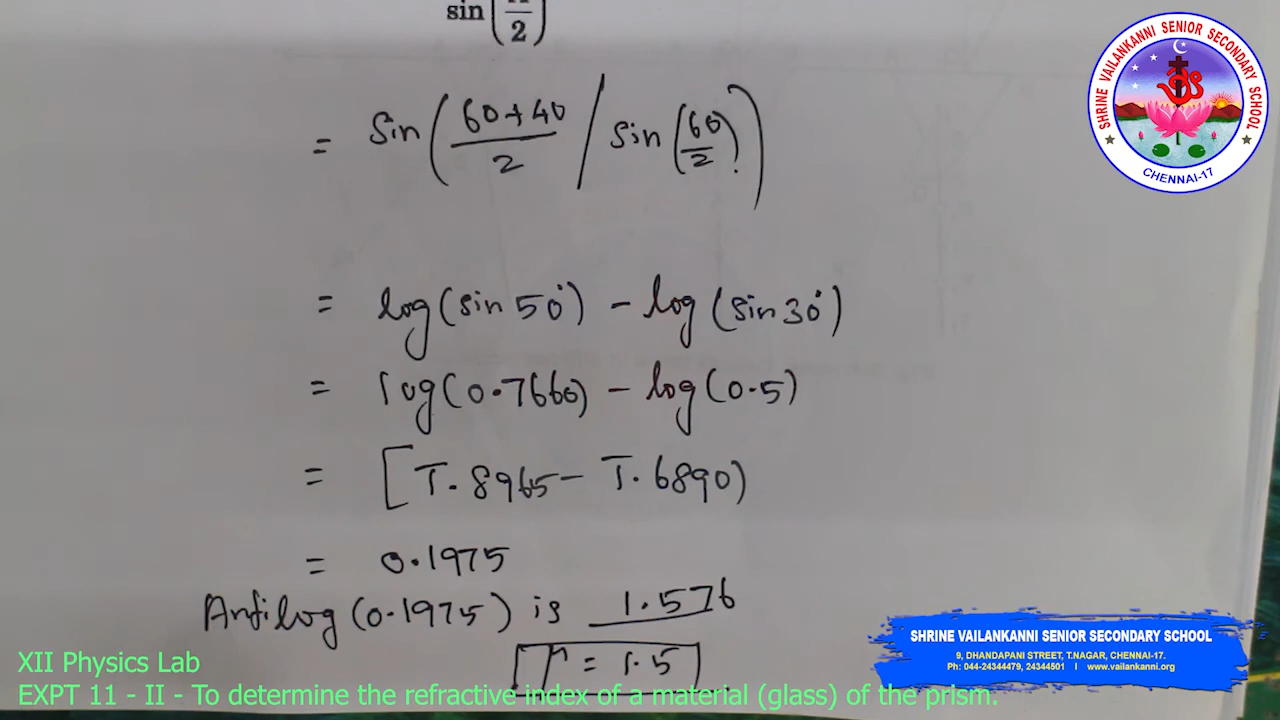 sin(π/2)
= Sin(60+40/2 / Sin(60/2))
= log(Sin 50°) - log(Sin 30°)
= log(0.7660) - log(0.5)
= [T.8965 - T.6890)
= 0.1975
Antilog(0.1975) is 1.576
μ = 1.5
SHRINE VAILANKANNI SENIOR SECONDARY SCHOOL
CHENNAI-17
SHRINE VAILANKANNI SENIOR SECONDARY SCHOOL
9, DHANDAPANI STREET, T.NAGAR, CHENNAI-17.
Ph: 044-24344479, 24344501 I www.vailankanni.org
XII Physics Lab
EXPT 11 - II - To determine the refractive index of a material (glass) of the prism.